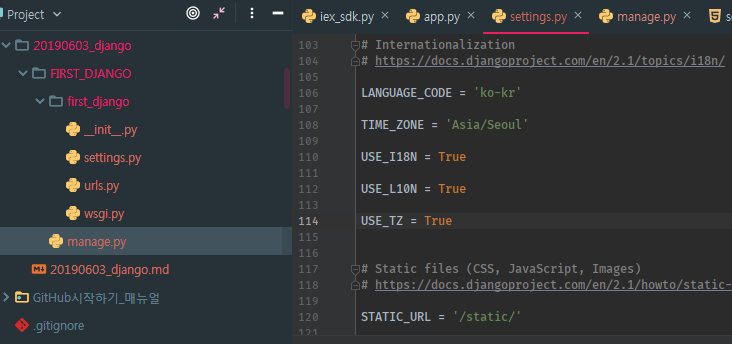 Project
iex_sdk.py
app.py
settings.py
manage.py
20190603_django
FIRST_DJANGO
first_django
__init__.py
settings.py
urls.py
wsgi.py
manage.py
20190603_django.md
GitHub시작하기_매뉴얼
.gitignore
103 # Internationalization
104 # https://docs.djangoproject.com/en/2.1/topics/i18n/
105
106 LANGUAGE_CODE = 'ko-kr'
107
108 TIME_ZONE = 'Asia/Seoul'
109
110 USE_I18N = True
111
112 USE_L10N = True
113
114 USE_TZ = True
115
116
117 # Static files (CSS, JavaScript, Images)
118 # https://docs.djangoproject.com/en/2.1/howto/static-
119
120 STATIC_URL = '/static/'
121